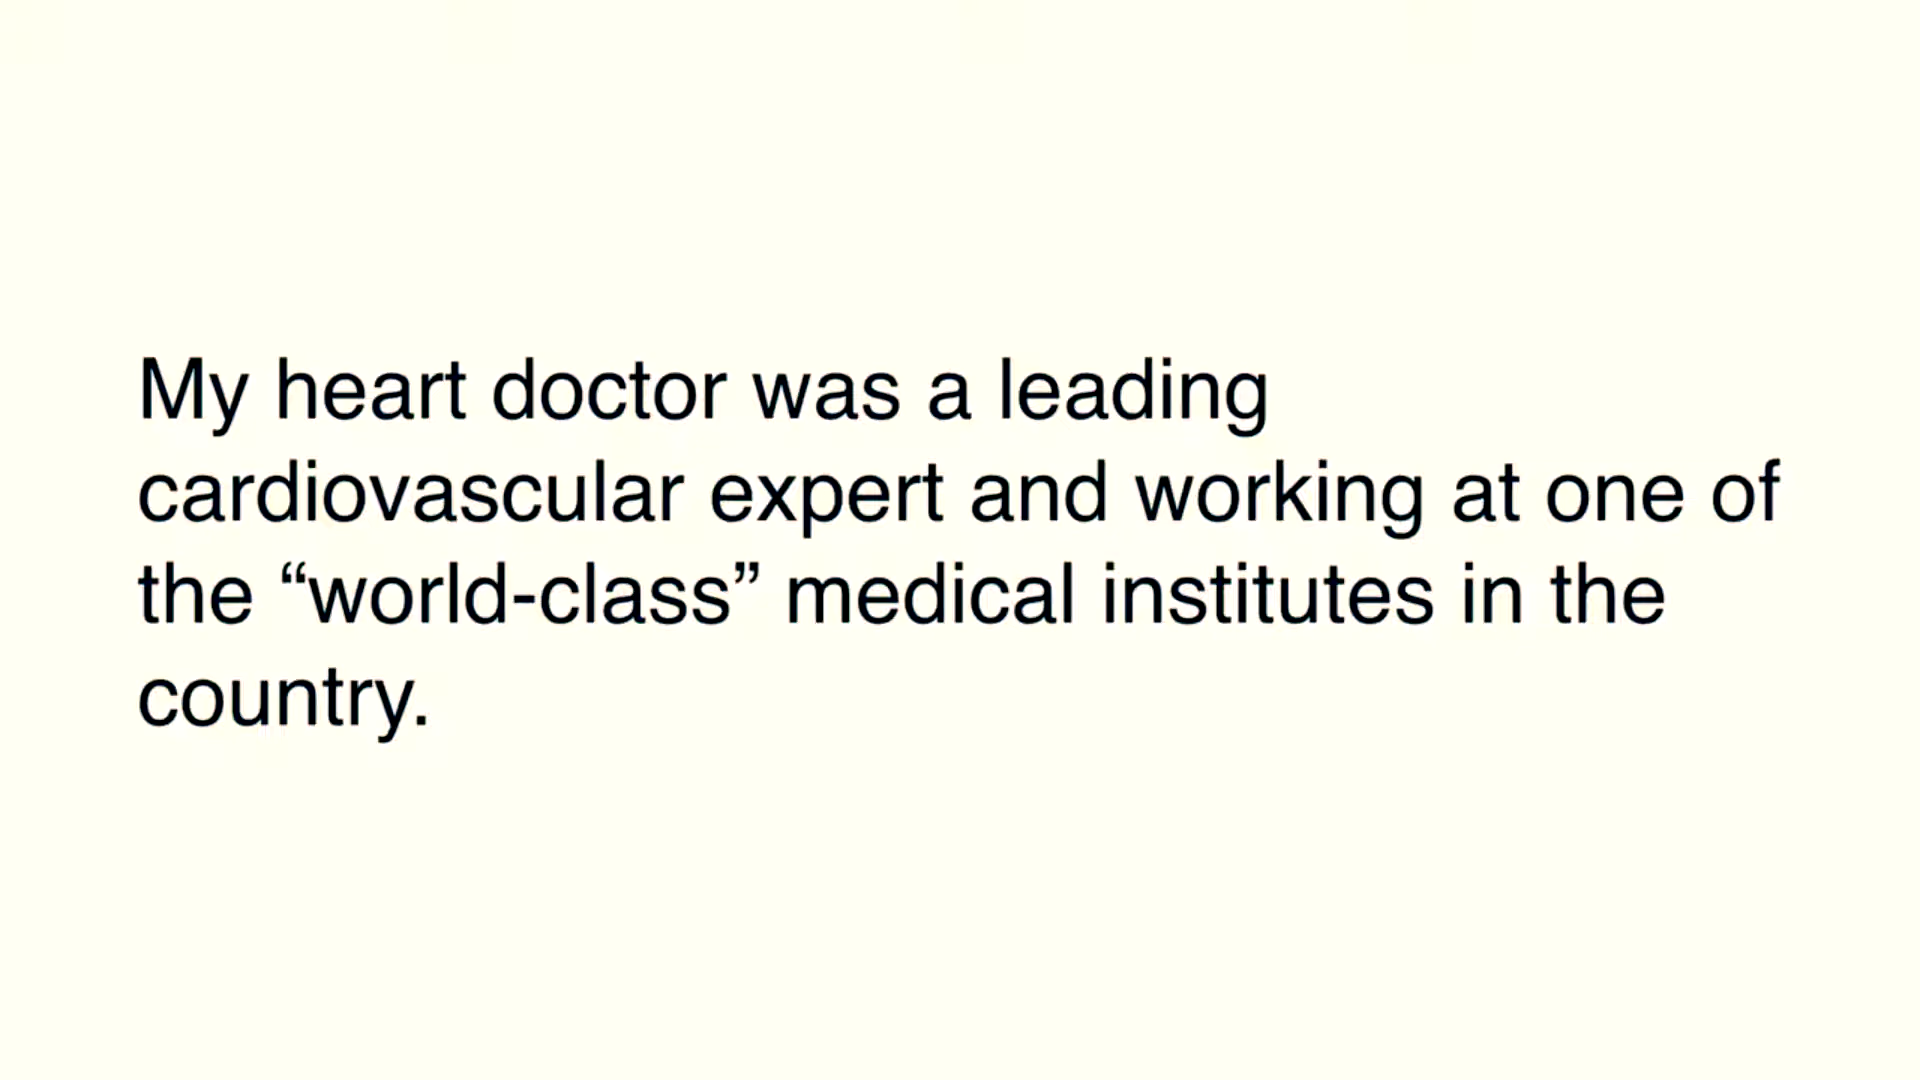 My heart doctor was a leading
cardiovascular expert and working at one of
the “world-class” medical institutes in the
country.